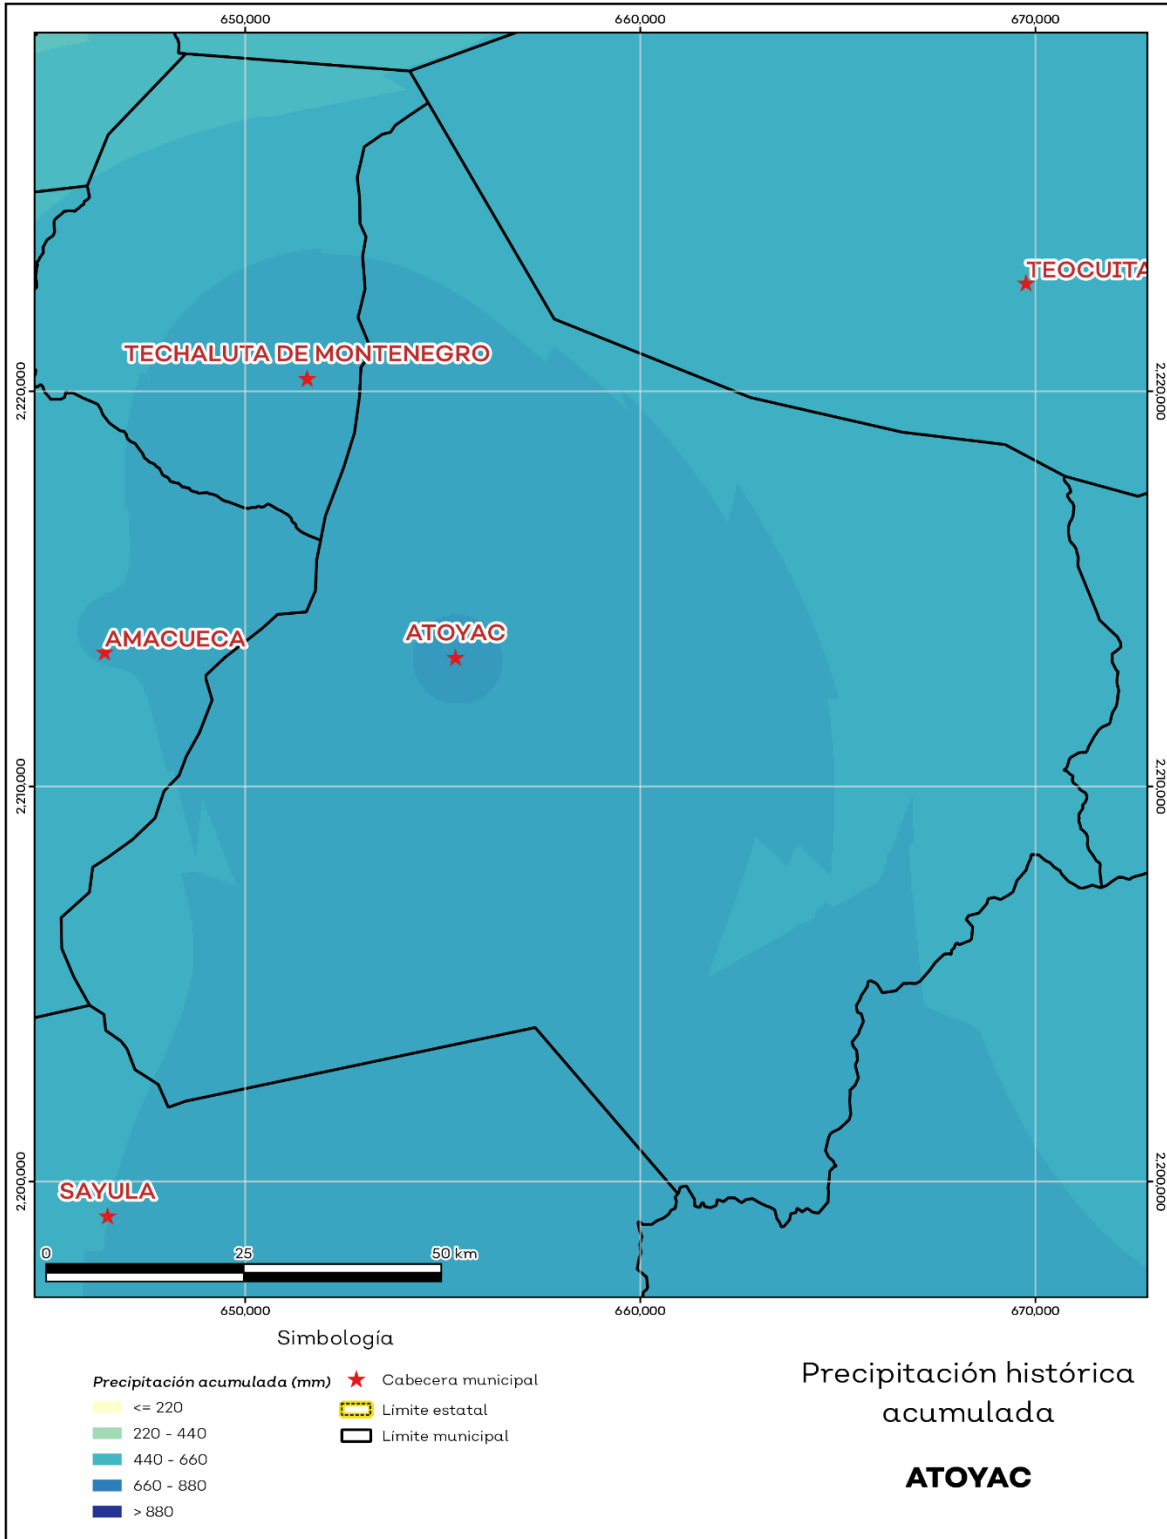 650,000
660,000
670,000
TEOCUITA
TECHALUTA DE MONTENEGRO
2,220,000
2,220,000
AMACUECA
ATOYAC
2,210,000
2,210,000
2,200,000
2,200,000
SAYULA
0 25 50 km
650,000
660,000
670,000
Simbología
Precipitación acumulada (mm)
<= 220
220 - 440
440 - 660
660 - 880
> 880
Cabecera municipal
Límite estatal
Límite municipal
Precipitación histórica
acumulada
ATOYAC